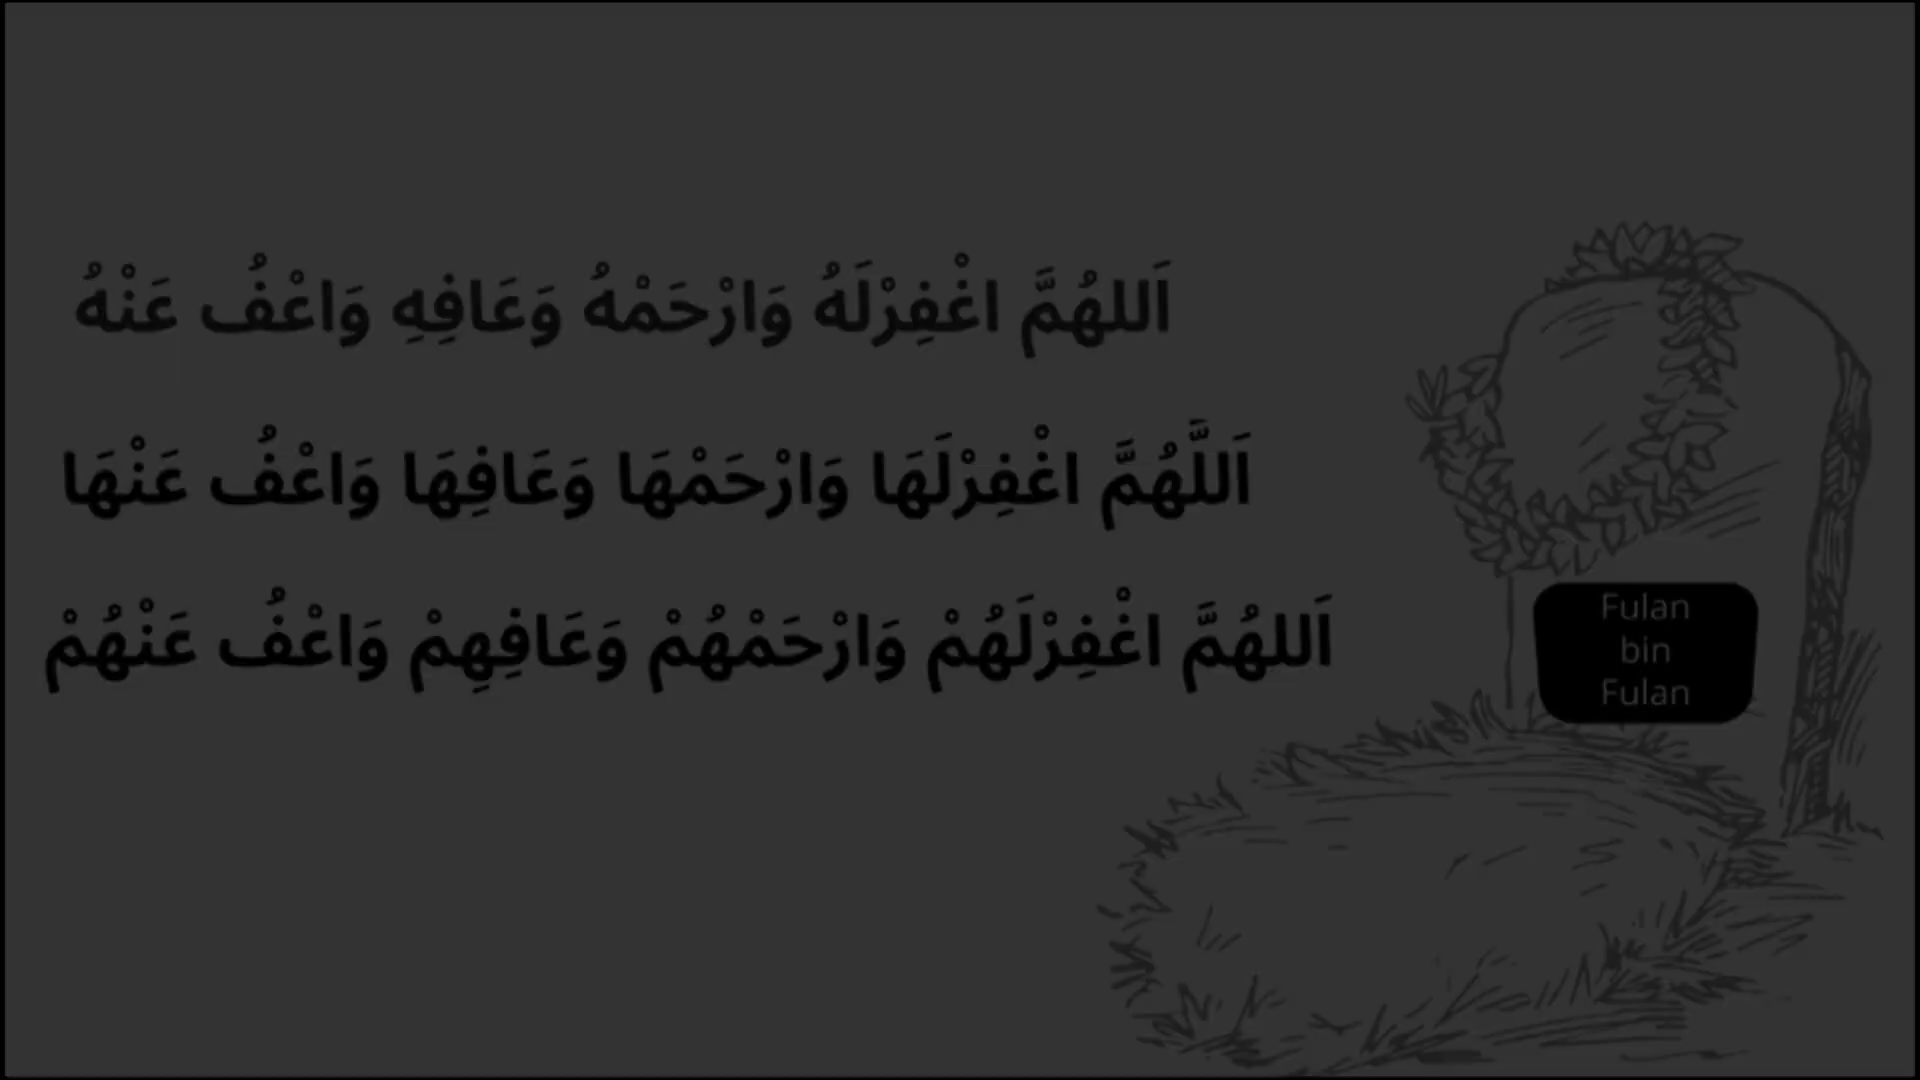 اَللهُمَّ اغْفِرْلَهُ وَارْحَمْهُ وَعَافِهِ وَاعْفُ عَنْهُ
اَللَّهُمَّ اغْفِرْلَهَا وَارْحَمْهَا وَعَافِهَا وَاعْفُ عَنْهَا
اَللهُمَّ اغْفِرْلَهُمْ وَارْحَمْهُمْ وَعَافِهِمْ وَاعْفُ عَنْهُمْ
Fulan
bin
Fulan